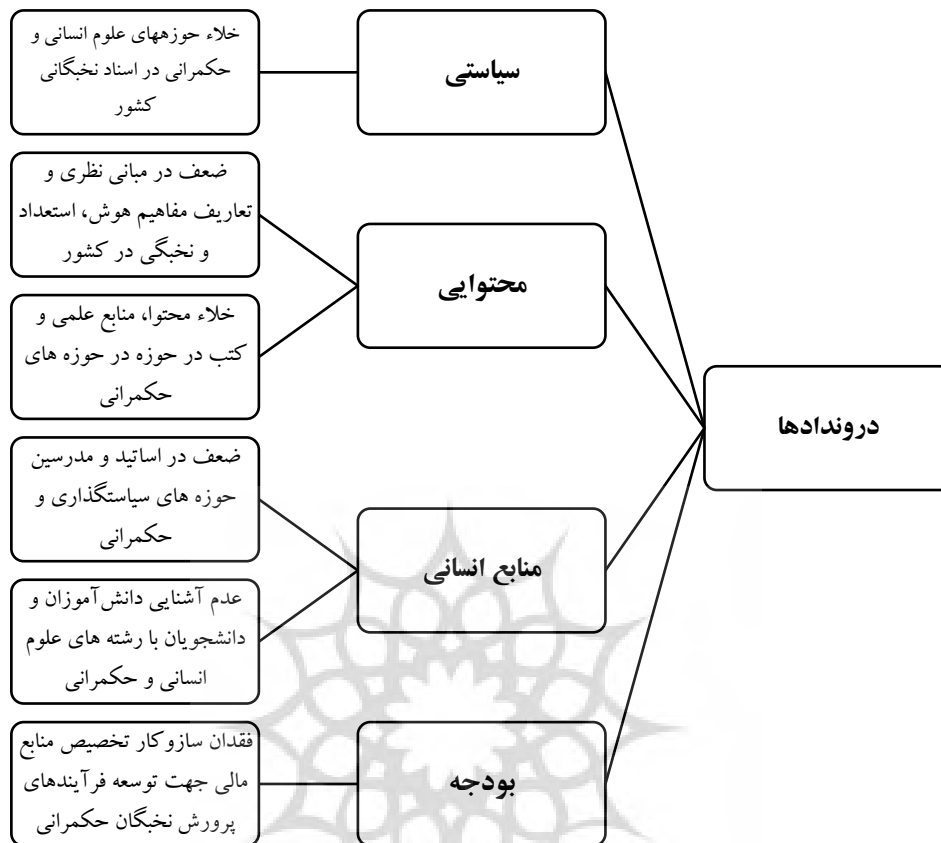 دروندادها
سیاستی
خلاء حوزههای علوم انسانی و
حکمرانی در اسناد نخبگانی
کشور
محتوایی
ضعف در مبانی نظری و
تعاریف مفاهیم هوش، استعداد
و نخبگی در کشور
خلاء محتوا، منابع علمی و
کتب در حوزه در حوزه های
حکمرانی
منابع انسانی
ضعف در اساتید و مدرسین
حوزه های سیاستگذاری و
حکمرانی
عدم آشنایی دانش‌آموزان و
دانشجویان با رشته های علوم
انسانی و حکمرانی
بودجه
فقدان سازوکار تخصیص منابع
مالی جهت توسعه فرآیندهای
پرورش نخبگان حکمرانی